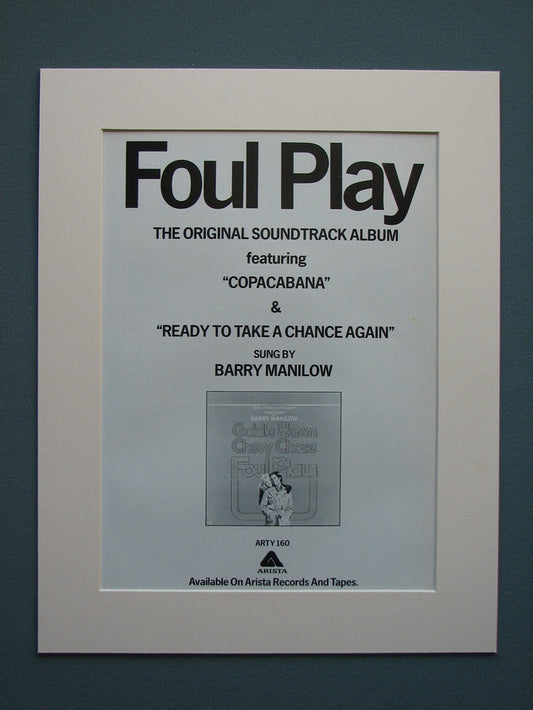 Foul Play
THE ORIGINAL SOUNDTRACK ALBUM
featuring
“COPACABANA”
&
“READY TO TAKE A CHANCE AGAIN”
SUNG BY
BARRY MANILOW
BARRY MANILOW
Goldie Hawn
Chevy Chase
Foul Play
ARTY 160
ARISTA
Available On Arista Records And Tapes.